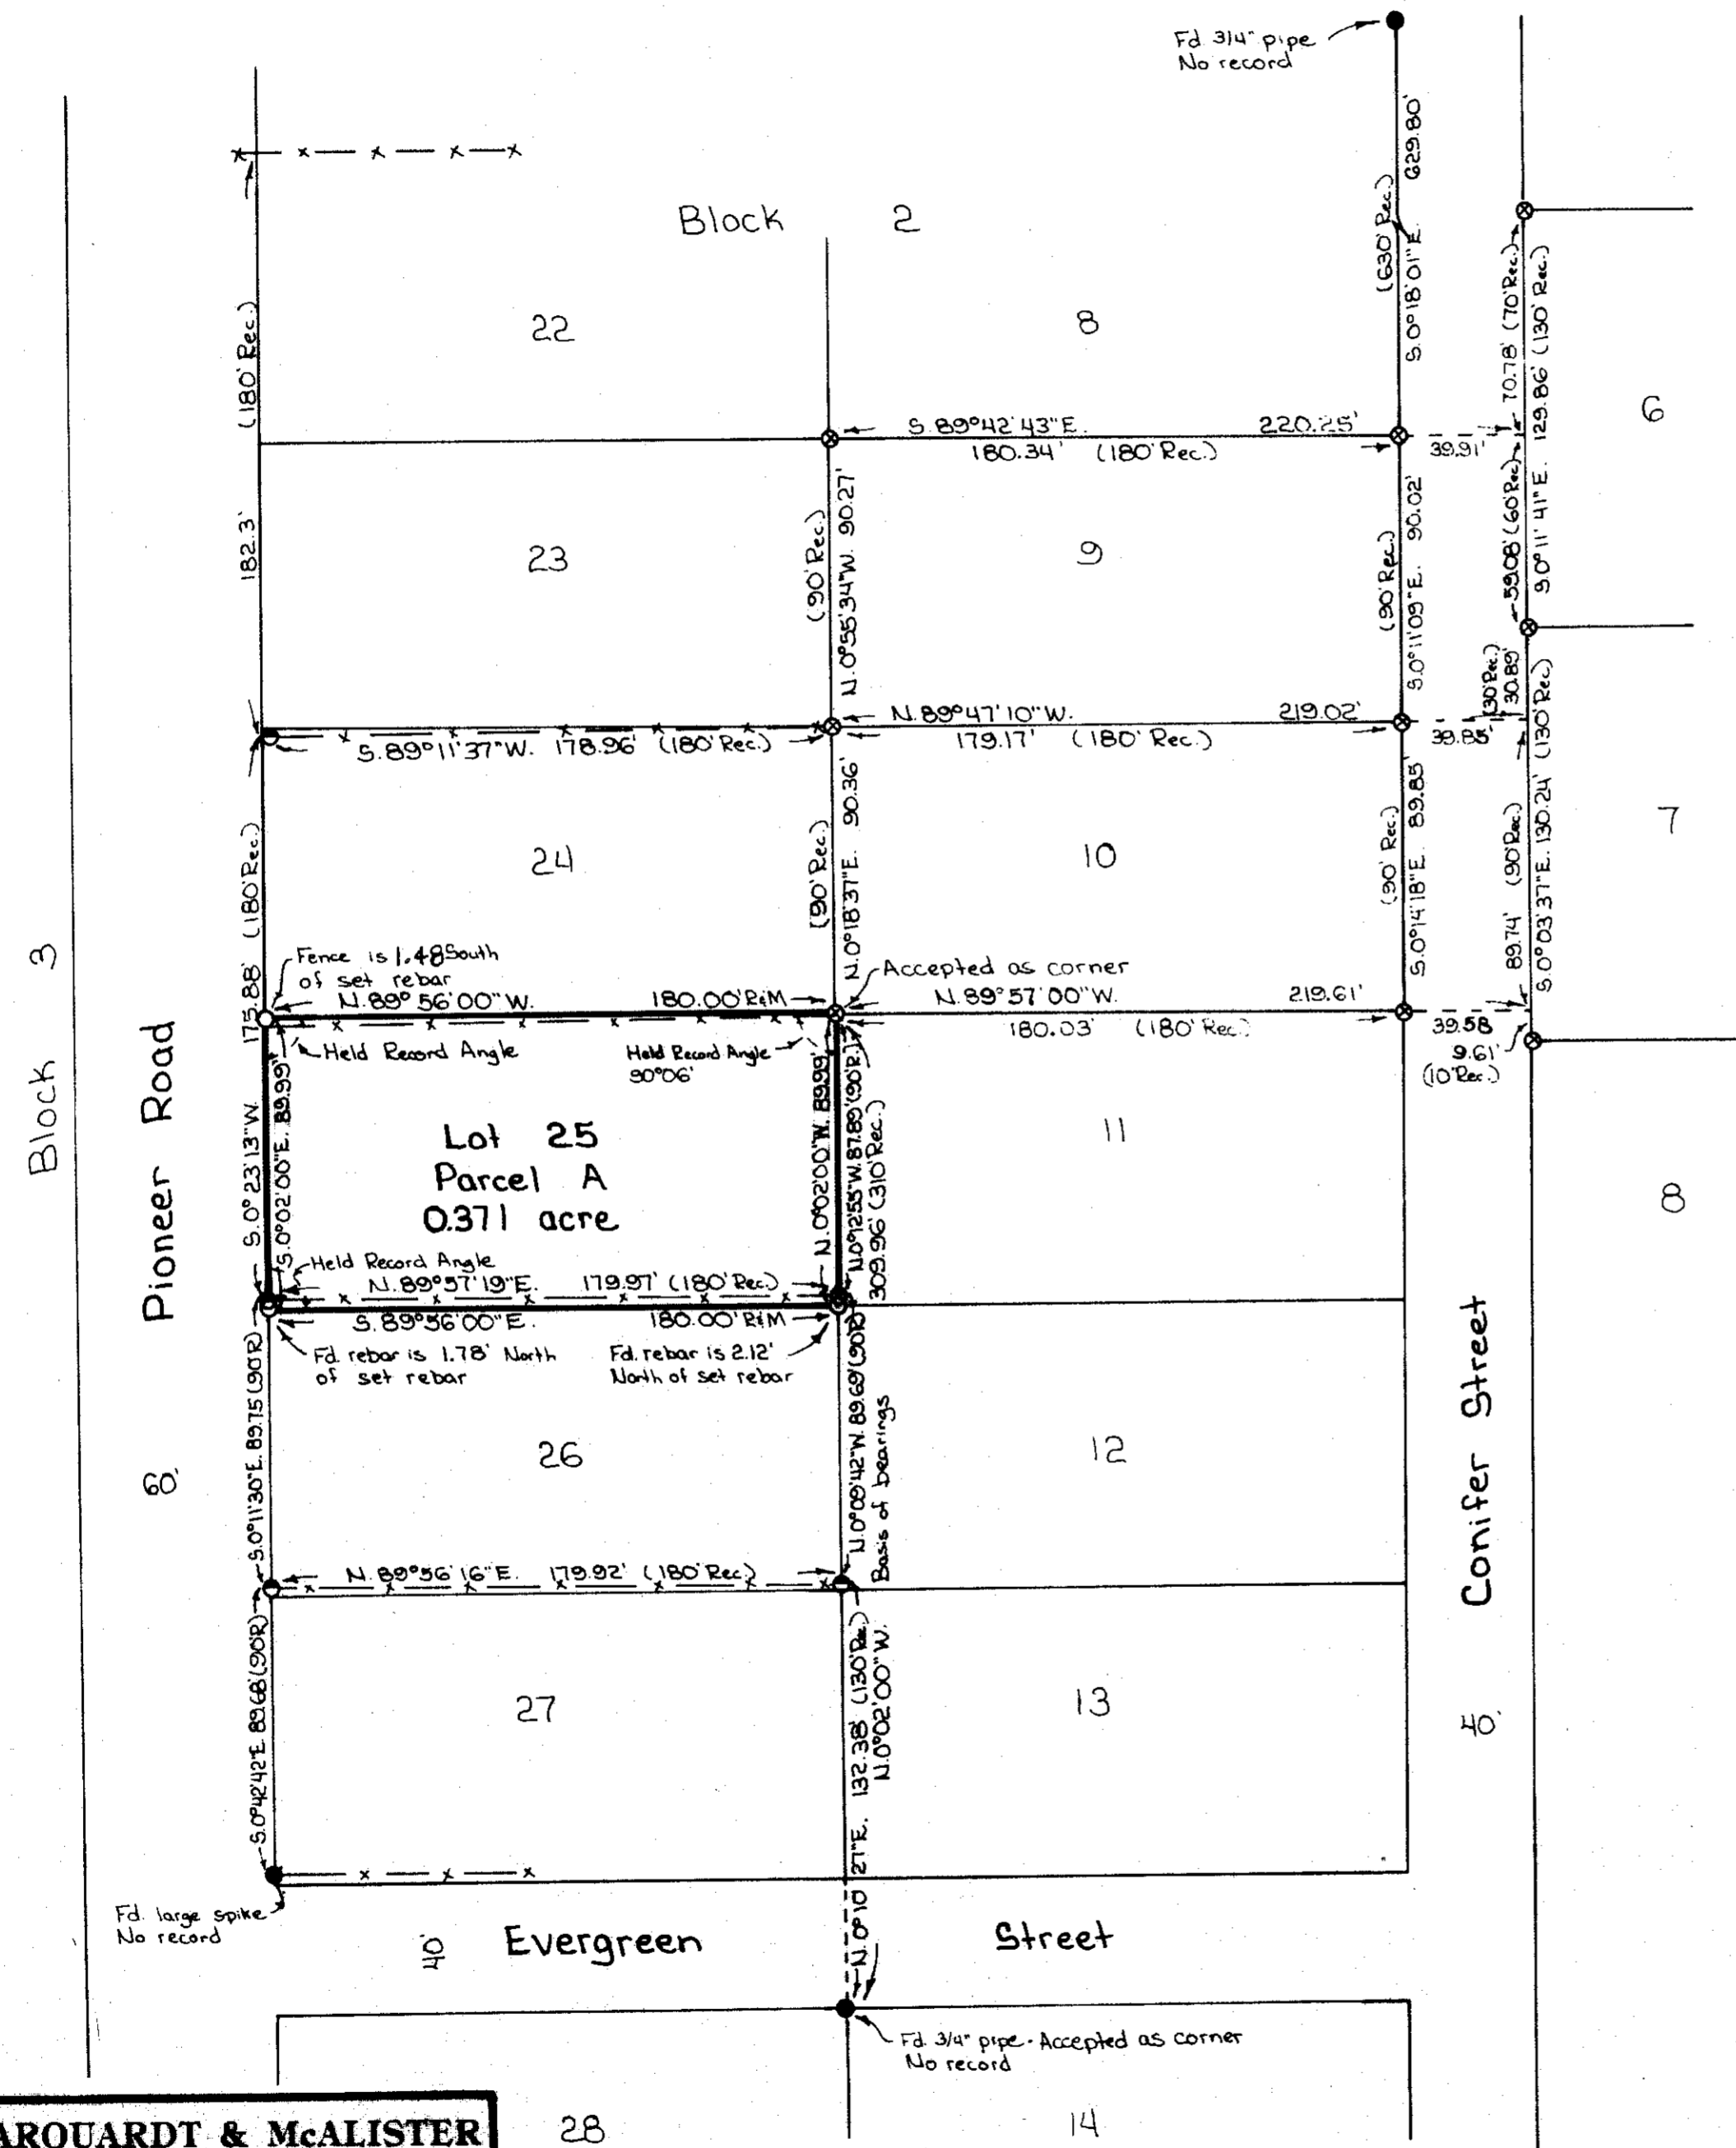 Fd. 3/4" pipe
No record
(630' Rec.)
S.0°18'01"E. 629.80'
Block 2
22
8
6
(180' Rec.)
182.3'
70.78' (70' Rec.)
59.08' (60' Rec.)
S.0°11'41"E. 129.86' (130' Rec.)
S.89°42'43"E. 220.25'
180.34' (180' Rec.)
39.91'
23
9
(90' Rec.)
N.0°55'34"W. 90.27'
(90' Rec.)
S.0°11'09"E. 90.02'
(30' Rec.)
30.89'
N.89°47'10"W. 219.02'
179.17' (180' Rec.)
39.85'
S.89°11'37"W. 178.96' (180' Rec.)
24
10
7
(90' Rec.)
N.0°18'37"E. 90.36'
(90' Rec.)
S.0°14'18"E. 89.85'
89.74' (90' Rec.)
S.0°03'37"E. 130.24' (130' Rec)
S.0°23'13"W. 175.88' (180' Rec.)
Block 3
Pioneer Road
60'
Fence is 1.48 South
of set rebar
N.89°56'00"W. 180.00' R&M
Accepted as corner
N.89°57'00"W. 219.61'
180.03' (180' Rec.)
39.58
9.61'
(10' Rec.)
Held Record Angle
Held Record Angle
90°06'
S.0°02'00"E. 89.99'
Lot 25
Parcel A
0.371 acre
N.0°02'00"W. 89.99'
N.0°12'55"W. 87.89' (90'R.)
309.96' (310' Rec.)
11
8
Held Record Angle
N.89°57'19"E. 179.97' (180' Rec.)
S.89°56'00"E. 180.00' R&M
Fd. rebar is 1.78' North
of set rebar
Fd. rebar is 2.12'
North of set rebar
S.0°11'30"E. 89.75' (90'R)
26
N.0°09'42"W. 89.69' (90'R)
Basis of bearings
12
Conifer Street
40'
N.89°56'16"E. 179.92' (180' Rec.)
S.0°42'42"E. 89.68' (90'R)
27
N.0°10'27"E. 132.38' (130' Rec.)
N.0°02'00"W.
13
Fd. large spike
No record
40'
Evergreen Street
Fd. 3/4" pipe - Accepted as corner
No record
ARQUARDT & McALISTER
28
14